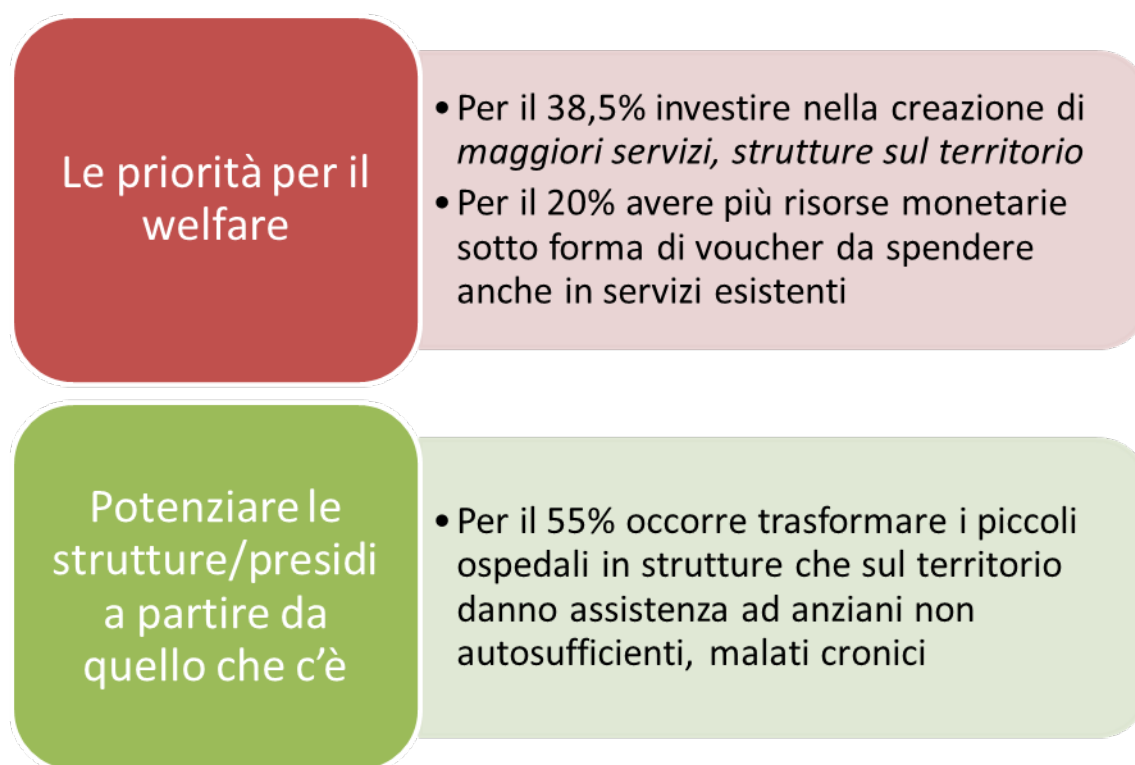 Le priorità per il
welfare
• Per il 38,5% investire nella creazione di
maggiori servizi, strutture sul territorio
• Per il 20% avere più risorse monetarie
sotto forma di voucher da spendere
anche in servizi esistenti
Potenziare le
strutture/presidi
a partire da
quello che c'è
• Per il 55% occorre trasformare i piccoli
ospedali in strutture che sul territorio
danno assistenza ad anziani non
autosufficienti, malati cronici